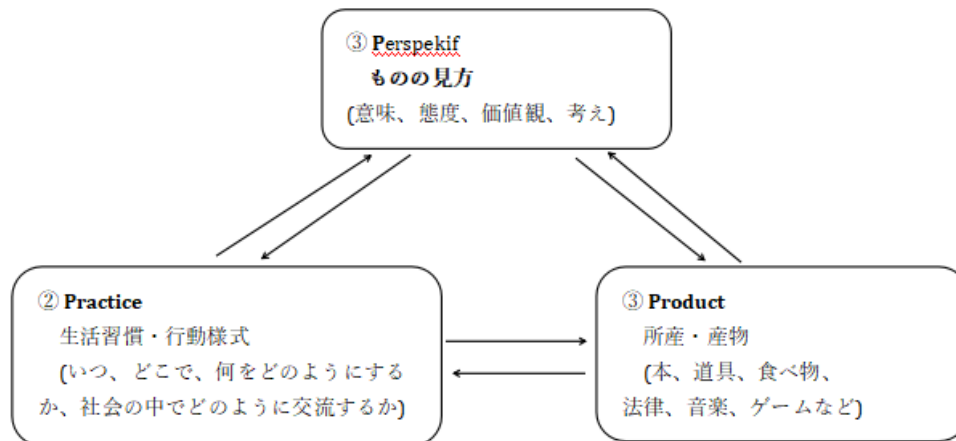 ③ Perspekif
ものの見方
(意味、態度、価値観、考え)
② Practice
生活習慣・行動様式
(いつ、どこで、何をどのようにする
か、社会の中でどのように交流するか)
③ Product
所産・産物
(本、道具、食べ物、
法律、音楽、ゲームなど)